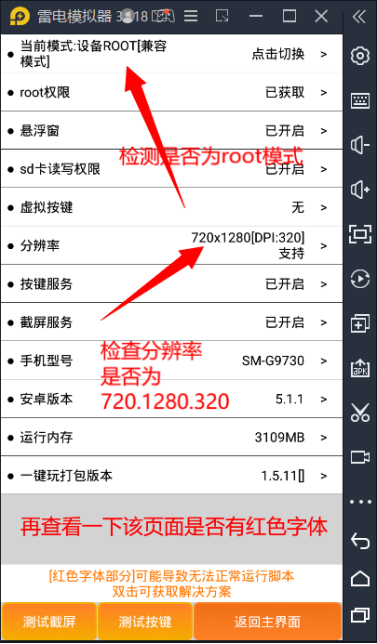 雷电模拟器
当前模式:设备ROOT[兼容
模式]
点击切换 >
root权限 已获取 >
悬浮窗 已开启 >
检测是否为root模式
sd卡读写权限 已开启 >
虚拟按键 无 >
分辨率 720x1280[DPI:320]
支持 >
按键服务 已开启 >
截屏服务 已开启 >
检查分辨率
是否为
720.1280.320
手机型号 SM-G9730 >
安卓版本 5.1.1 >
运行内存 3109MB >
一键玩打包版本 1.5.11[] >
再查看一下该页面是否有红色字体
[红色字体部分]可能导致无法正常运行脚本
双击可获取解决方案
测试截屏 测试按键 返回主界面